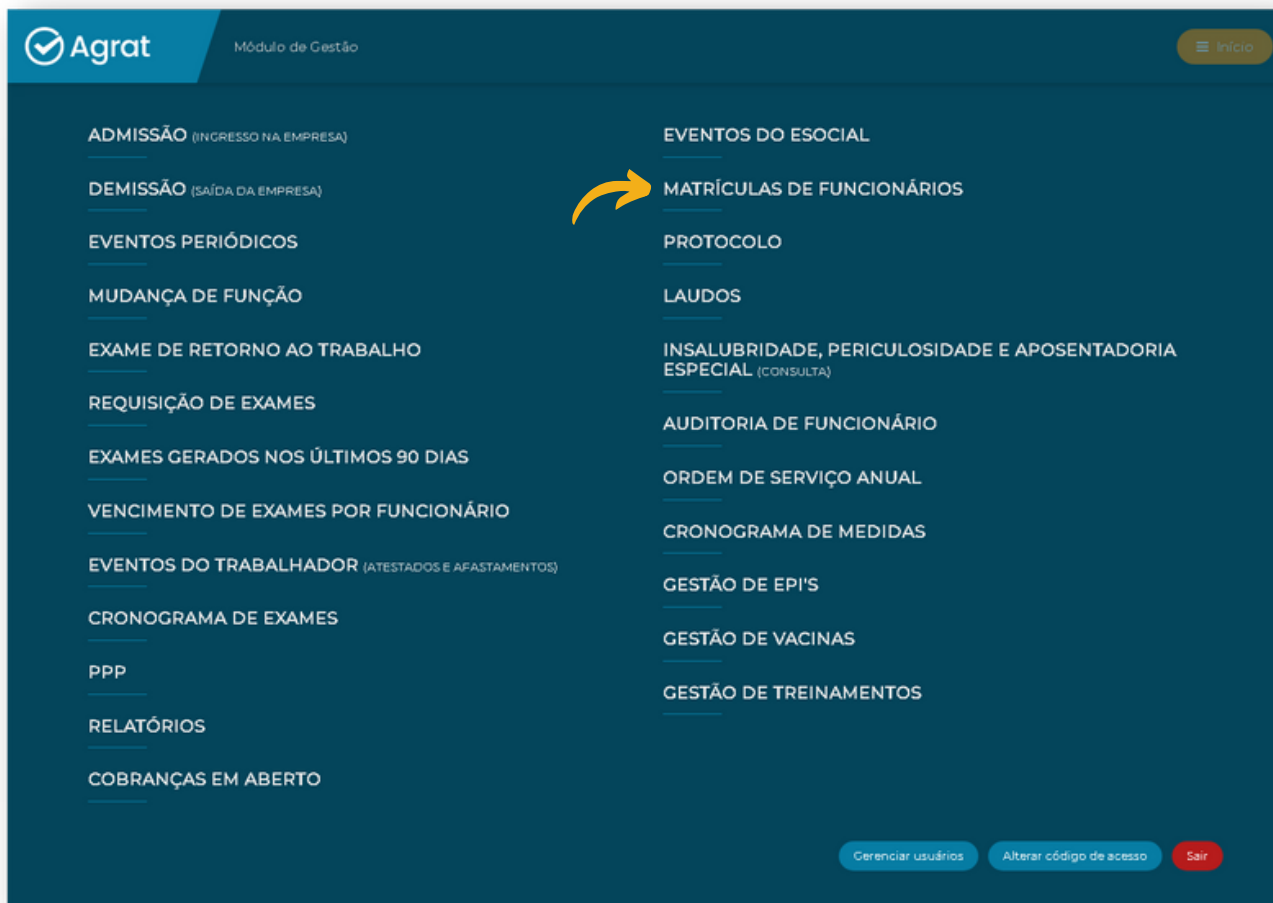 Agrat
Módulo de Gestão
Início
ADMISSÃO (INGRESSO NA EMPRESA)
DEMISSÃO (SAÍDA DA EMPRESA)
EVENTOS PERIÓDICOS
MUDANÇA DE FUNÇÃO
EXAME DE RETORNO AO TRABALHO
REQUISIÇÃO DE EXAMES
EXAMES GERADOS NOS ÚLTIMOS 90 DIAS
VENCIMENTO DE EXAMES POR FUNCIONÁRIO
EVENTOS DO TRABALHADOR (ATESTADOS E AFASTAMENTOS)
CRONOGRAMA DE EXAMES
PPP
RELATÓRIOS
COBRANÇAS EM ABERTO
EVENTOS DO ESOCIAL
MATRÍCULAS DE FUNCIONÁRIOS
PROTOCOLO
LAUDOS
INSALUBRIDADE, PERICULOSIDADE E APOSENTADORIA
ESPECIAL (CONSULTA)
AUDITORIA DE FUNCIONÁRIO
ORDEM DE SERVIÇO ANUAL
CRONOGRAMA DE MEDIDAS
GESTÃO DE EPI'S
GESTÃO DE VACINAS
GESTÃO DE TREINAMENTOS
Gerenciar usuários
Alterar código de acesso
Sair